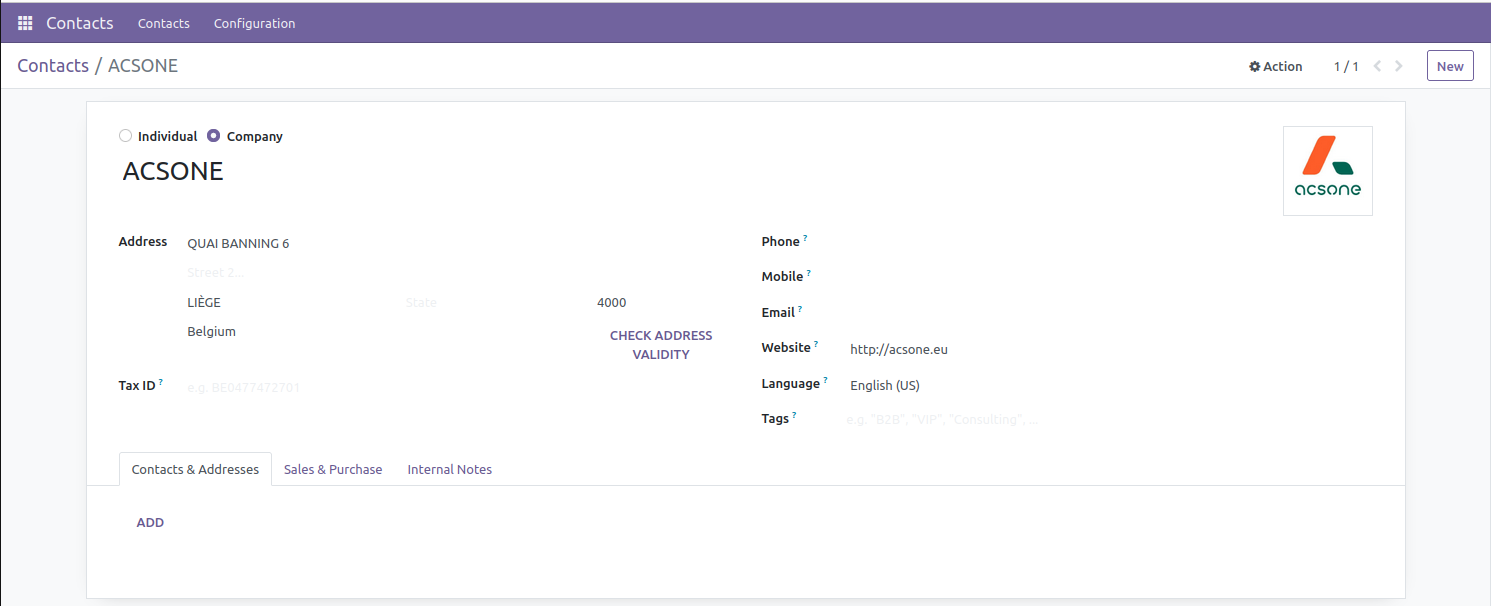 Contacts Contacts Configuration
Contacts / ACSONE Action 1 / 1 New
Individual Company
ACSONE
acsone
Address QUAI BANNING 6
Street 2...
LIÈGE State 4000
Belgium
CHECK ADDRESS
VALIDITY
Tax ID ? e.g. BE0477472701
Phone ?
Mobile ?
Email ?
Website ? http://acsone.eu
Language ? English (US)
Tags ? e.g. "B2B", "VIP", "Consulting", ...
Contacts & Addresses Sales & Purchase Internal Notes
ADD